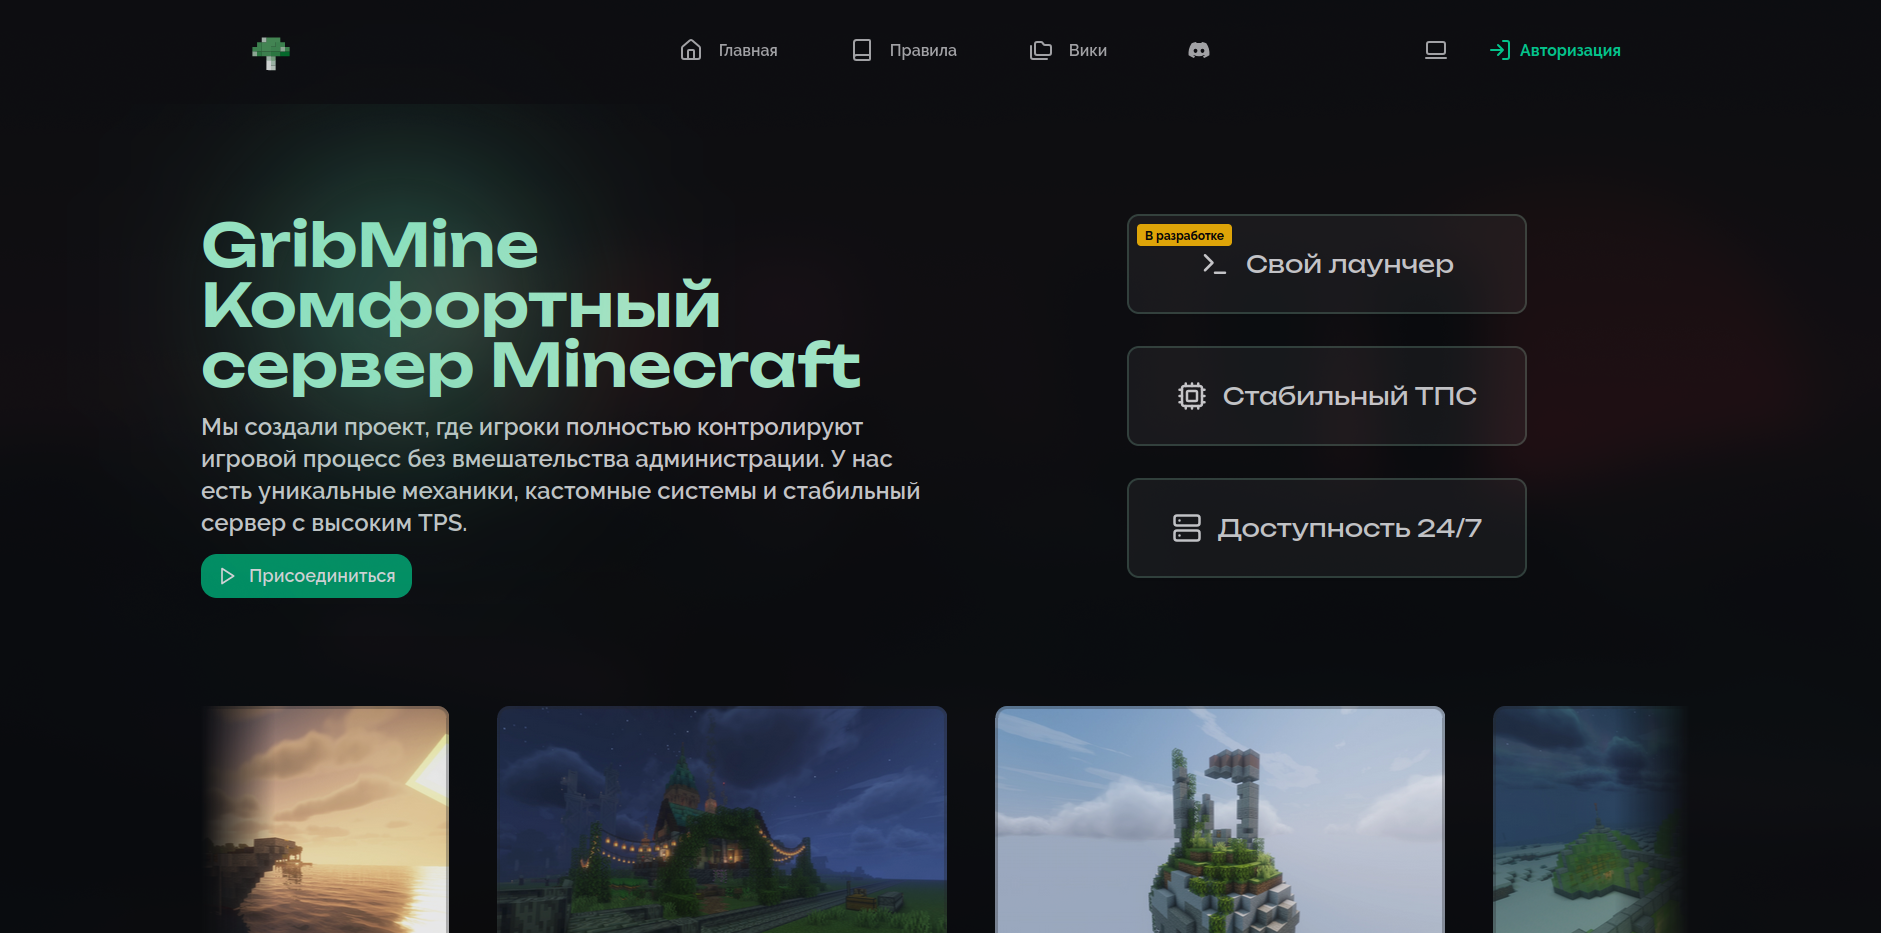 Главная
Правила
Вики
Авторизация
GribMine
Комфортный
сервер Minecraft
Мы создали проект, где игроки полностью контролируют
игровой процесс без вмешательства администрации. У нас
есть уникальные механики, кастомные системы и стабильный
сервер с высоким TPS.
Присоединиться
В разработке
Свой лаунчер
Стабильный ТПС
Доступность 24/7